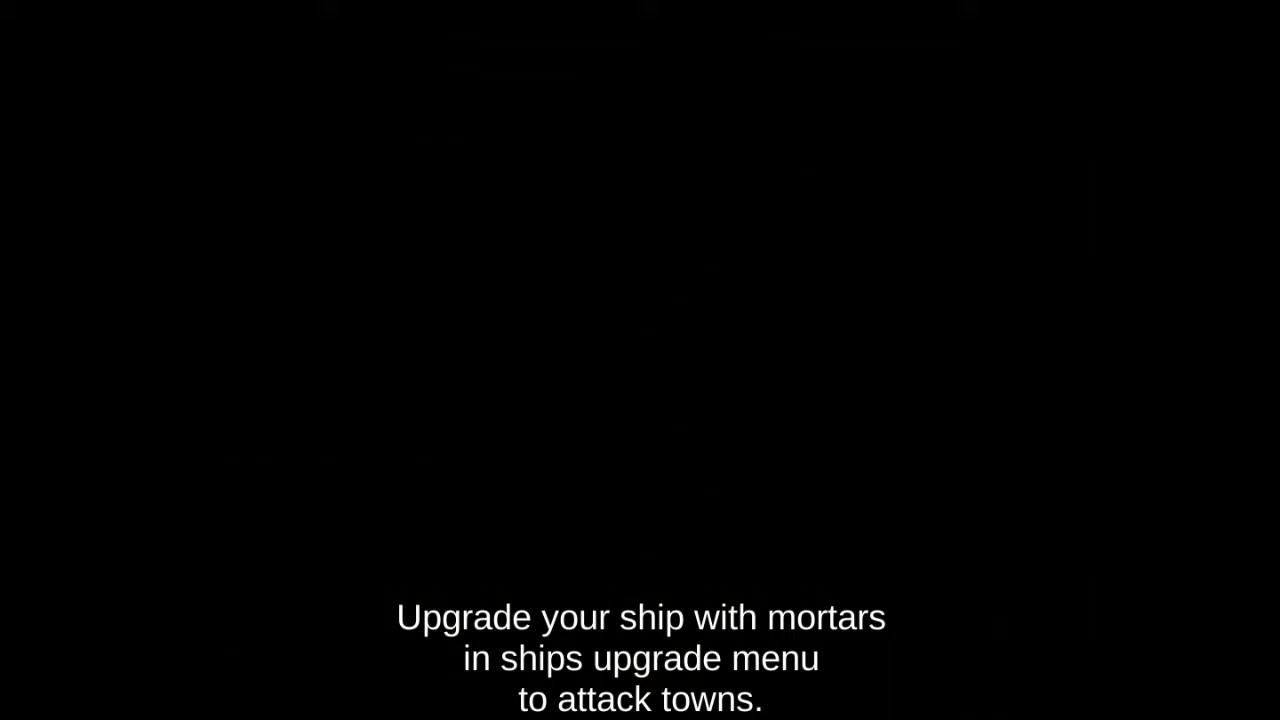 Upgrade your ship with mortars
in ships upgrade menu
to attack towns.